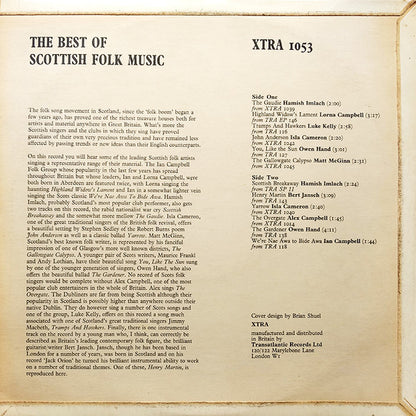 THE BEST OF
SCOTTISH FOLK MUSIC
The folk song movement in Scotland, since the 'folk boom' began a
few years ago, has proved one of the richest treasure houses both for
artists and material anywhere in Great Britain. What's more the
Scottish singers and the clubs in which they sing have proved
guardians of their own very precious tradition and have remained less
affected by passing trends or new ideas than their English counterparts.
On this record you will hear some of the leading Scottish folk artists
singing a representative range of their material. The Ian Campbell
Folk Group whose popularity in the last few years has spread
throughout Britain but whose leaders, Ian and Lorna Campbell,
were both born in Aberdeen are featured twice, with Lorna singing the
haunting Highland Widow's Lament and Ian in a somewhat lighter vein
singing the Scots classic We're Nae Awa To Bide Awa. Hamish
Imlach, probably Scotland's most popular club performer, also gets
two tracks on this record, the rabid nationalism now expressed in Scottish
Breakaway and the somewhat more mellow The Gaudie. Isla Cameron,
one of the great traditional singers of the British folk revival, offers
a beautiful setting by Stephen Sedley of the Robert Burns poem
John Anderson as well as a classic ballad Yarrow. Matt McGinn,
Scotland's best known folk writer, is represented by his fanciful
impression of one of Glasgow's more well known districts, The
Gallowgate Calypso. A younger pair of Scots writers, Maurice Franki
and Andy Lothian, have their beautiful song You, Like The Sun sung
by one of the younger generation of singers, Owen Hand, who also
offers the beautiful ballad The Gardener. No record of Scots folk
singers would be complete without Alex Campbell, one of the most
popular club entertainers in the whole of Britain. Alex sings The
Overgate. The Dubliners are far from being Scottish although their
popularity in Scotland is possibly higher than anywhere outside their
native Dublin. They do however sing a number of Scots songs and
one of the group, Luke Kelly, offers on this record a song much
associated with one of Scotland's great traditional singers Jimmy
Macbeth, Tramps And Hawkers. Finally, there is one instrumental
track on the record by a young man who, I think, can correctly be
described as Britain's leading contemporary folk figure, the brilliant
guitarist/writer Bert Jansch. Jansch, though he has been based in
London for a number of years, was born in Scotland and on his
record 'Jack Orion' he turned his brilliant instrumental ability to work
on a number of traditional themes. One of these, Henry Martin, is
reproduced here.
XTRA 1053
Side One
The Gaudie Hamish Imlach (2:00)
from XTRA 1039
Highland Widow's Lament Lorna Campbell (3:17)
from TRA EP 146
Tramps And Hawkers Luke Kelly (2:58)
from TRA 116
John Anderson Isla Cameron (2:20)
from XTRA 1042
You, Like the Sun Owen Hand (2:51)
from TRA 127
The Gallowgate Calypso Matt McGinn (2:31)
from XTRA 1045
Side Two
Scottish Breakaway Hamish Imlach (2:24)
from TRA SP 11
Henry Martin Bert Jansch (3:09)
from TRA 143
Yarrow Isla Cameron (2:40)
from XTRA 1040
The Overgate Alex Campbell (1:45)
from XTRA 1014
The Gardener Owen Hand (4:11)
from TRA 138
We're Nae Awa to Bide Awa Ian Campbell (1:44)
from TRA 118
Cover design by Brian Shuel
XTRA
manufactured and distributed
in Britain by
Transatlantic Records Ltd
120/122 Marylebone Lane
London W1